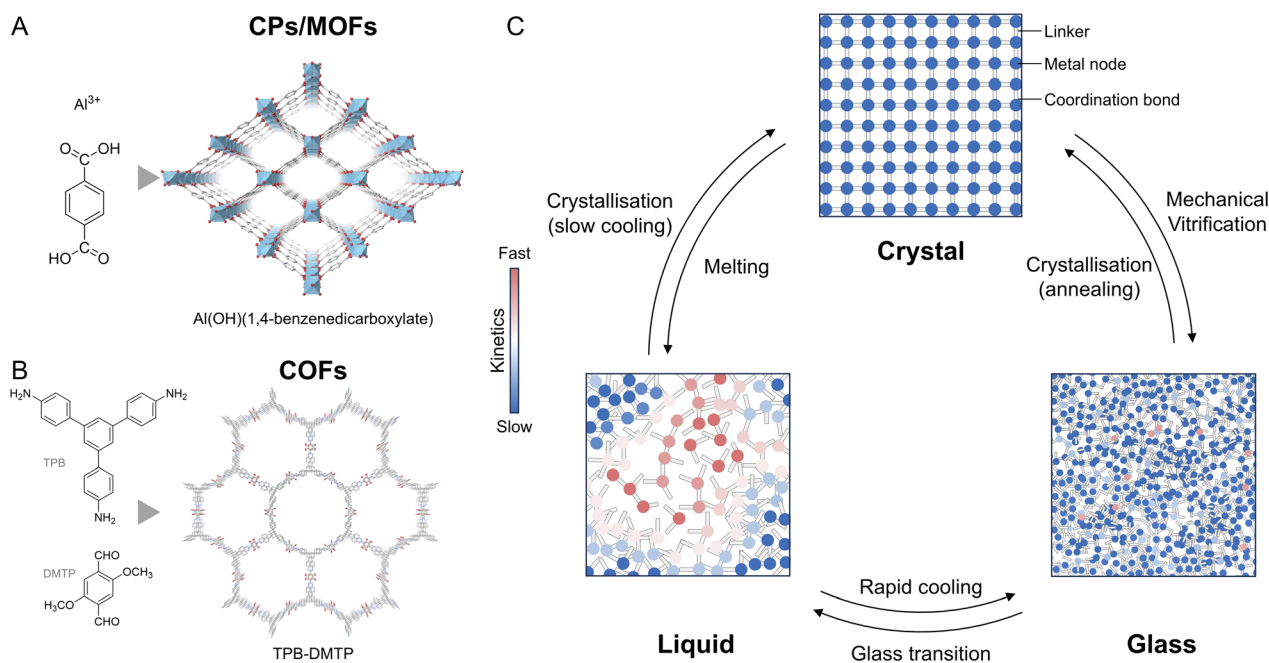 A
CPs/MOFs
Al³⁺
O
OH
C
C
HO
O
Al(OH)(1,4-benzenedicarboxylate)
B
COFs
H₂N
NH₂
TPB
NH₂
CHO
DMTP
OCH₃
H₃CO
CHO
TPB-DMTP
C
Linker
Metal node
Coordination bond
Crystal
Crystallisation
(slow cooling)
Melting
Mechanical
Vitrification
Crystallisation
(annealing)
Fast
Kinetics
Slow
Rapid cooling
Glass transition
Liquid
Glass